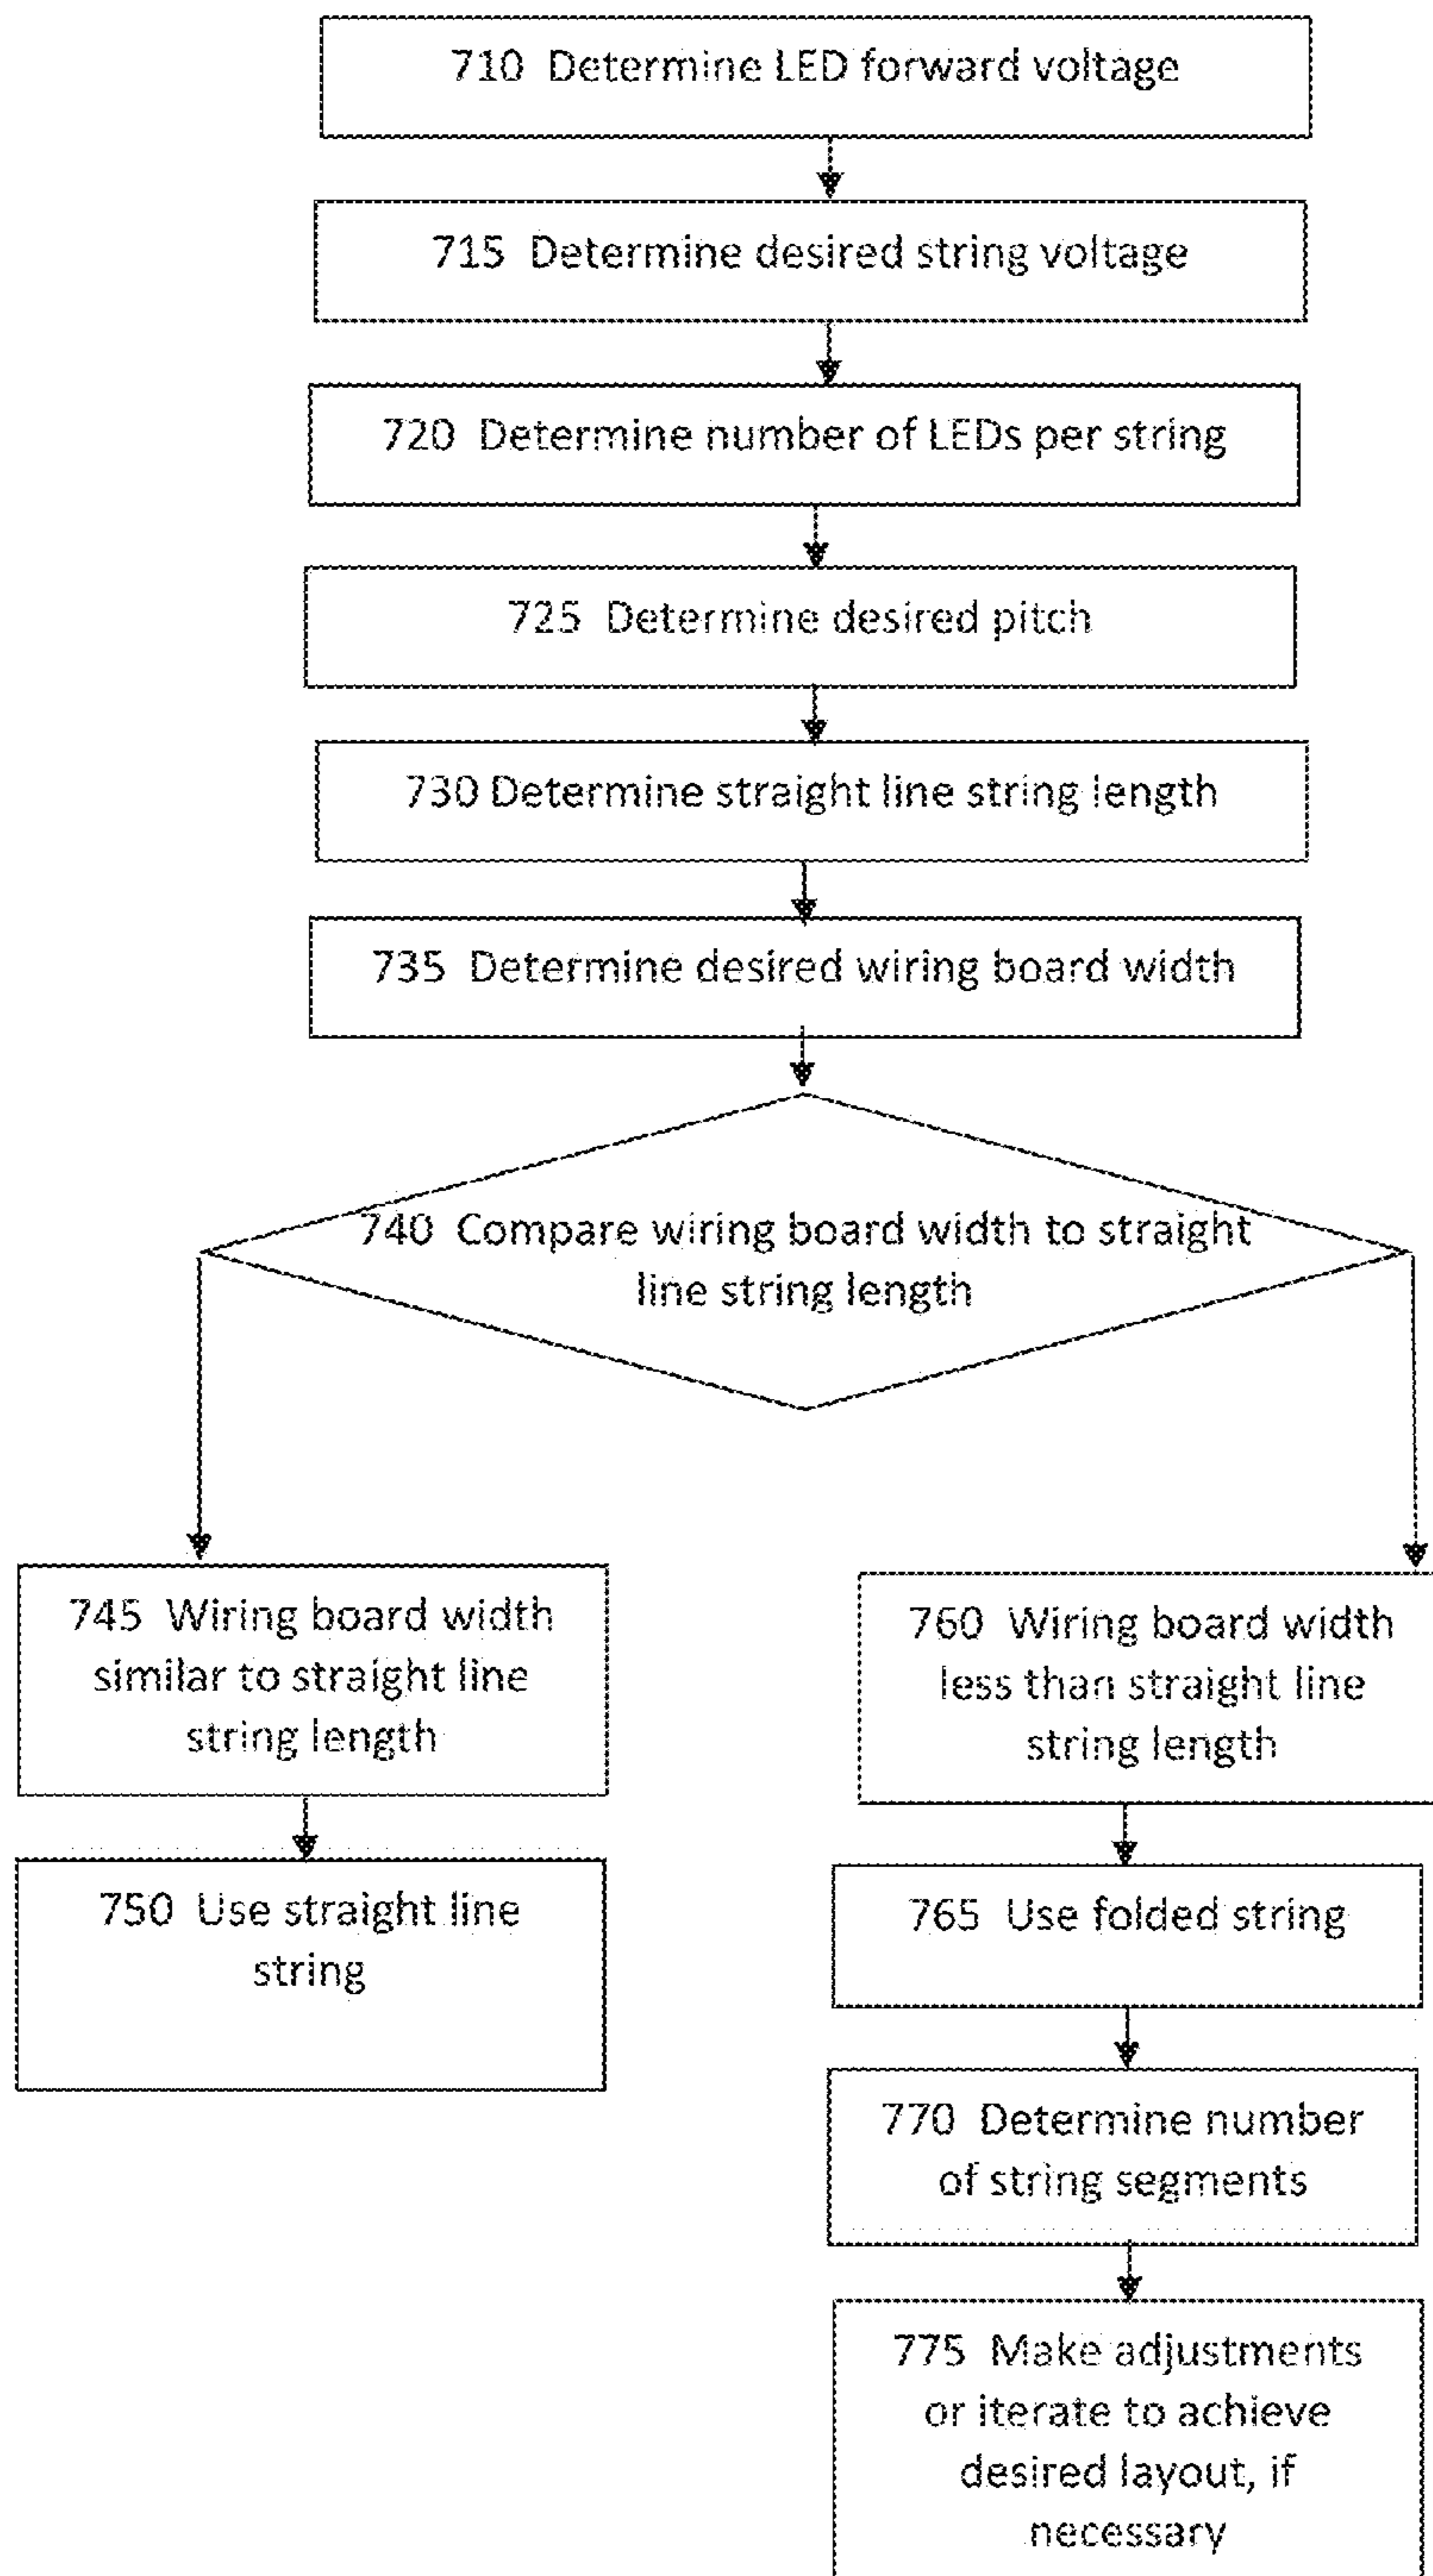 710 Determine LED forward voltage
715 Determine desired string voltage
720 Determine number of LEDs per string
725 Determine desired pitch
730 Determine straight line string length
735 Determine desired wiring board width
740 Compare wiring board width to straight
line string length
745 Wiring board width
similar to straight line
string length
750 Use straight line
string
760 Wiring board width
less than straight line
string length
765 Use folded string
770 Determine number
of string segments
775 Make adjustments
or iterate to achieve
desired layout, if
necessary